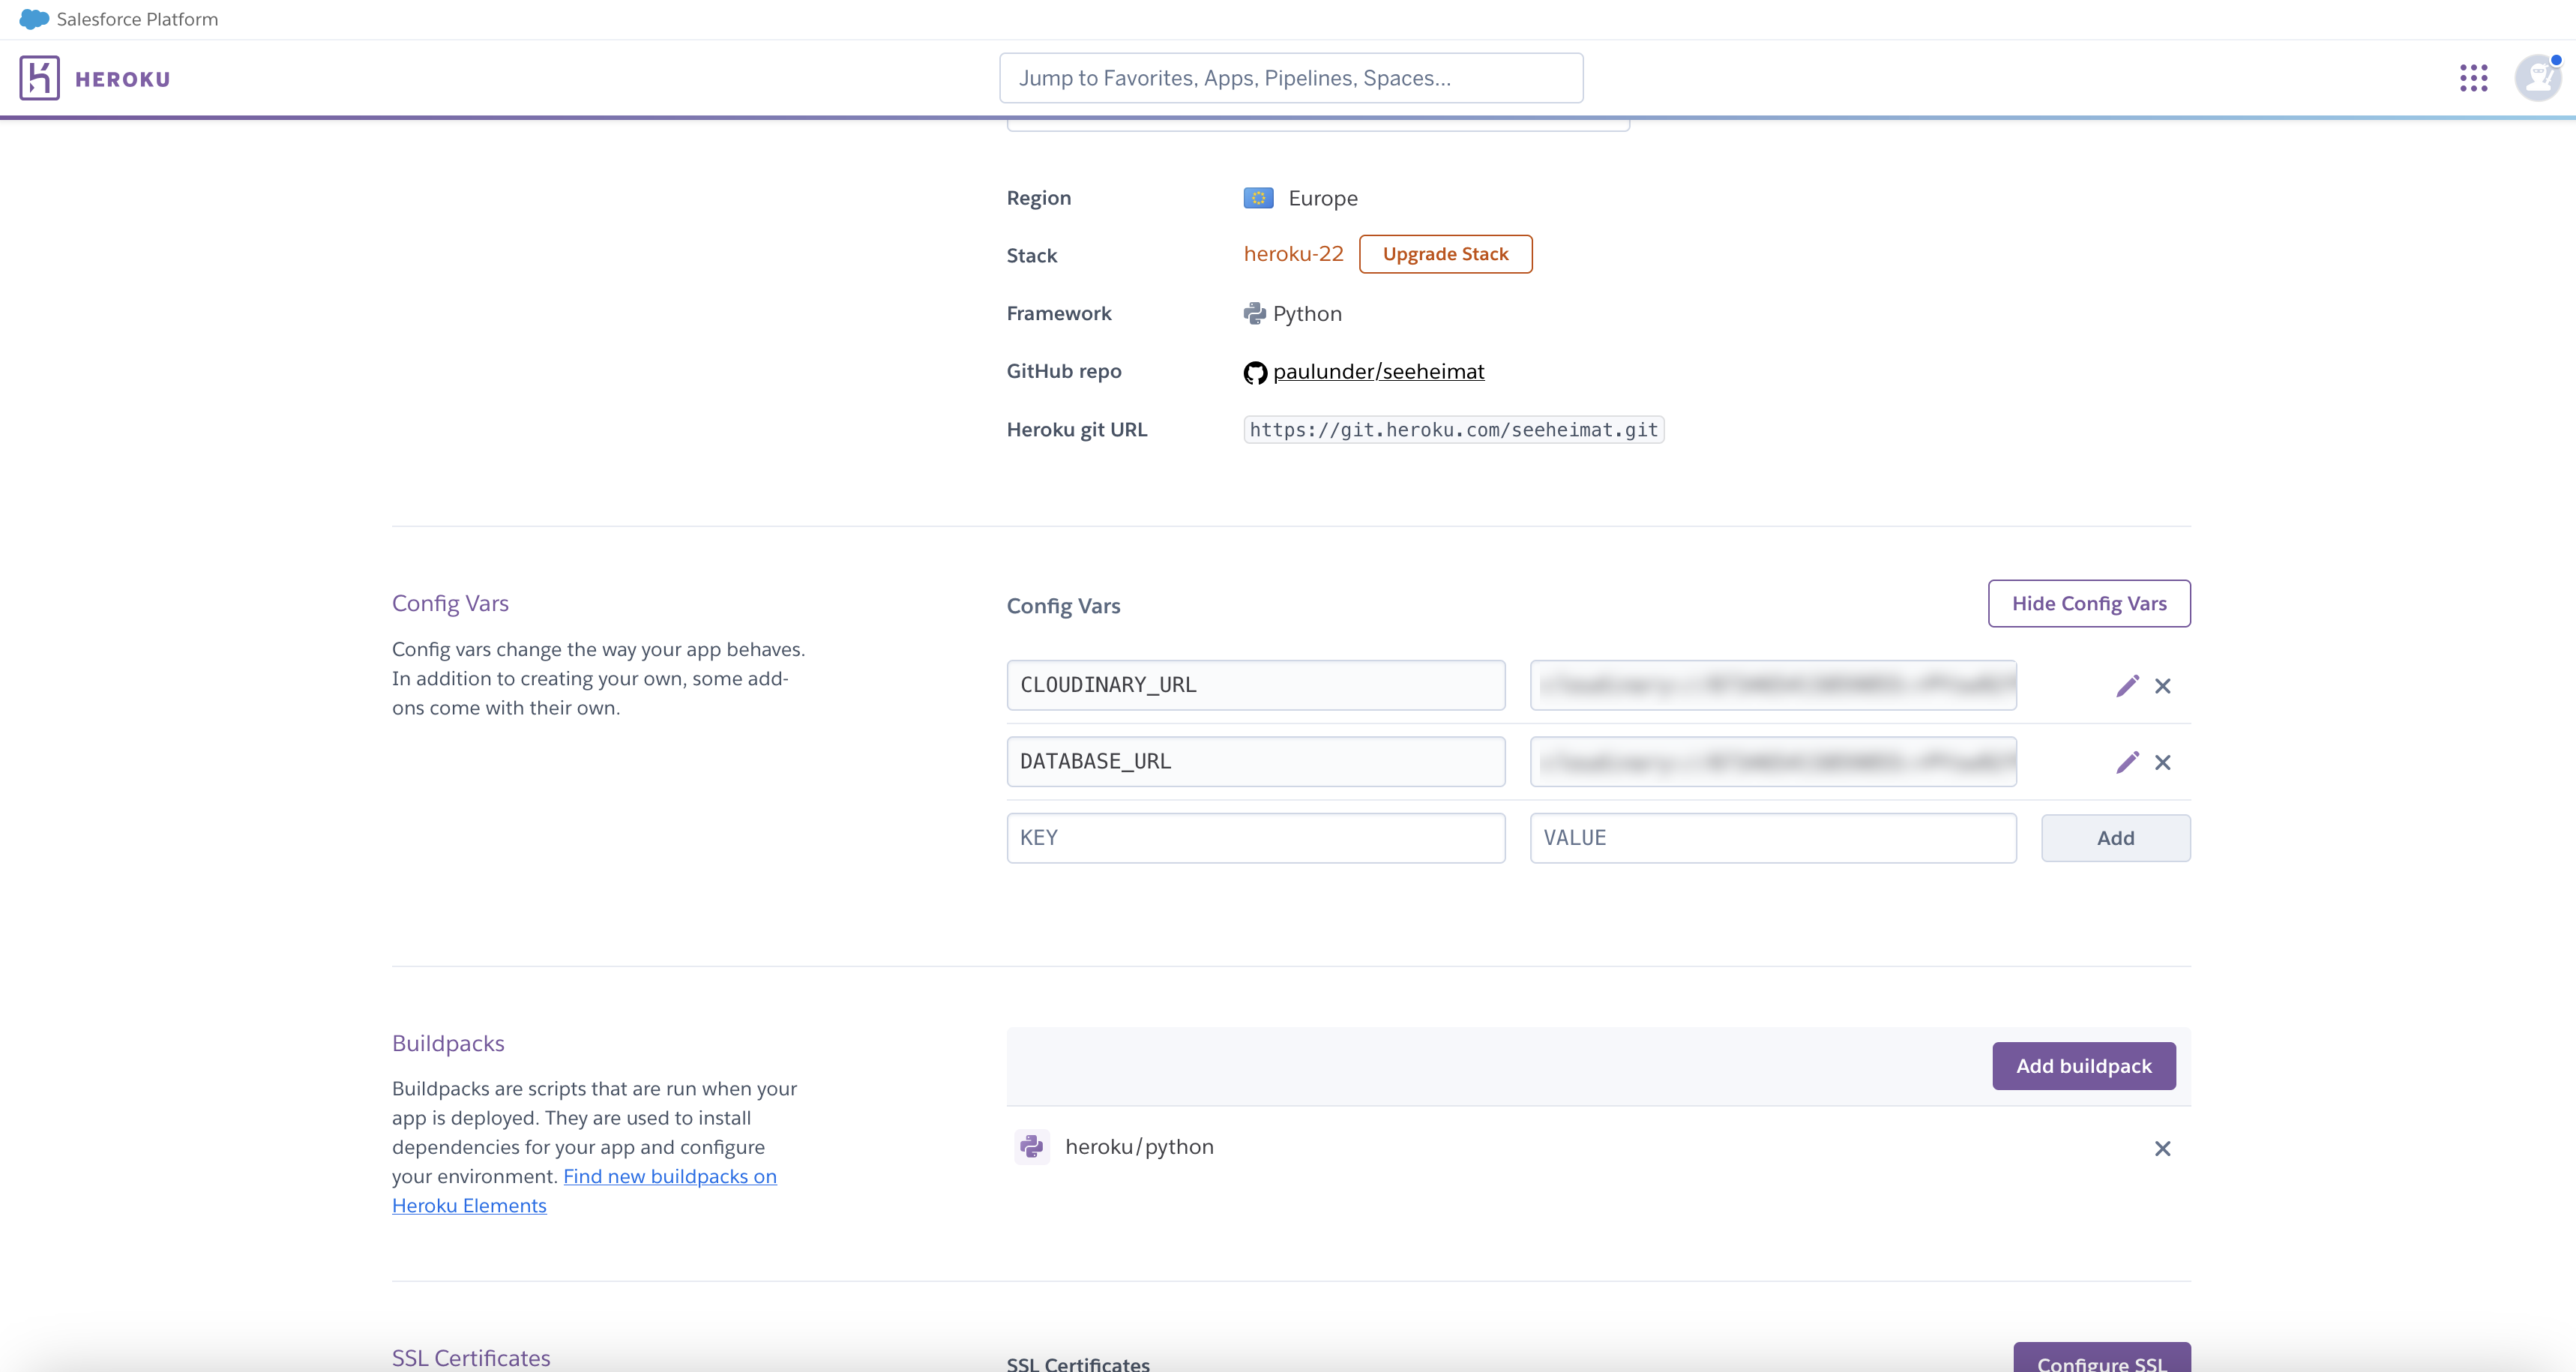 Salesforce Platform
HEROKU
Jump to Favorites, Apps, Pipelines, Spaces...
Region
Europe
Stack
heroku-22
Upgrade Stack
Framework
Python
GitHub repo
paulunder/seeheimat
Heroku git URL
https://git.heroku.com/seeheimat.git
Config Vars
Config vars change the way your app behaves.
In addition to creating your own, some add-
ons come with their own.
Config Vars
Hide Config Vars
CLOUDINARY_URL
DATABASE_URL
KEY
VALUE
Add
Buildpacks
Buildpacks are scripts that are run when your
app is deployed. They are used to install
dependencies for your app and configure
your environment. Find new buildpacks on
Heroku Elements
Add buildpack
heroku/python
SSL Certificates
SSL Certificates
Configure SSL